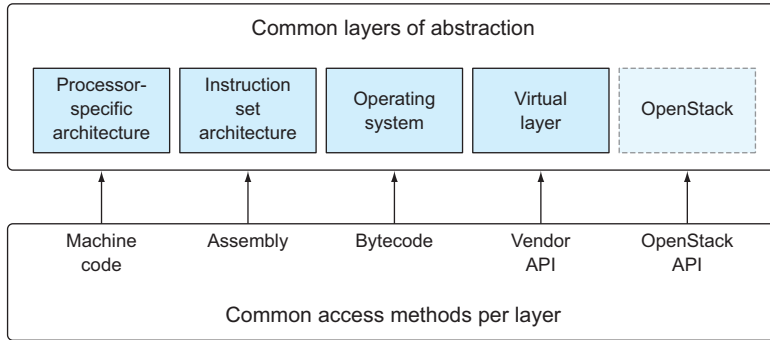 Common layers of abstraction
Processor-
specific
architecture
Instruction
set
architecture
Operating
system
Virtual
layer
OpenStack
Machine
code
Assembly
Bytecode
Vendor
API
OpenStack
API
Common access methods per layer